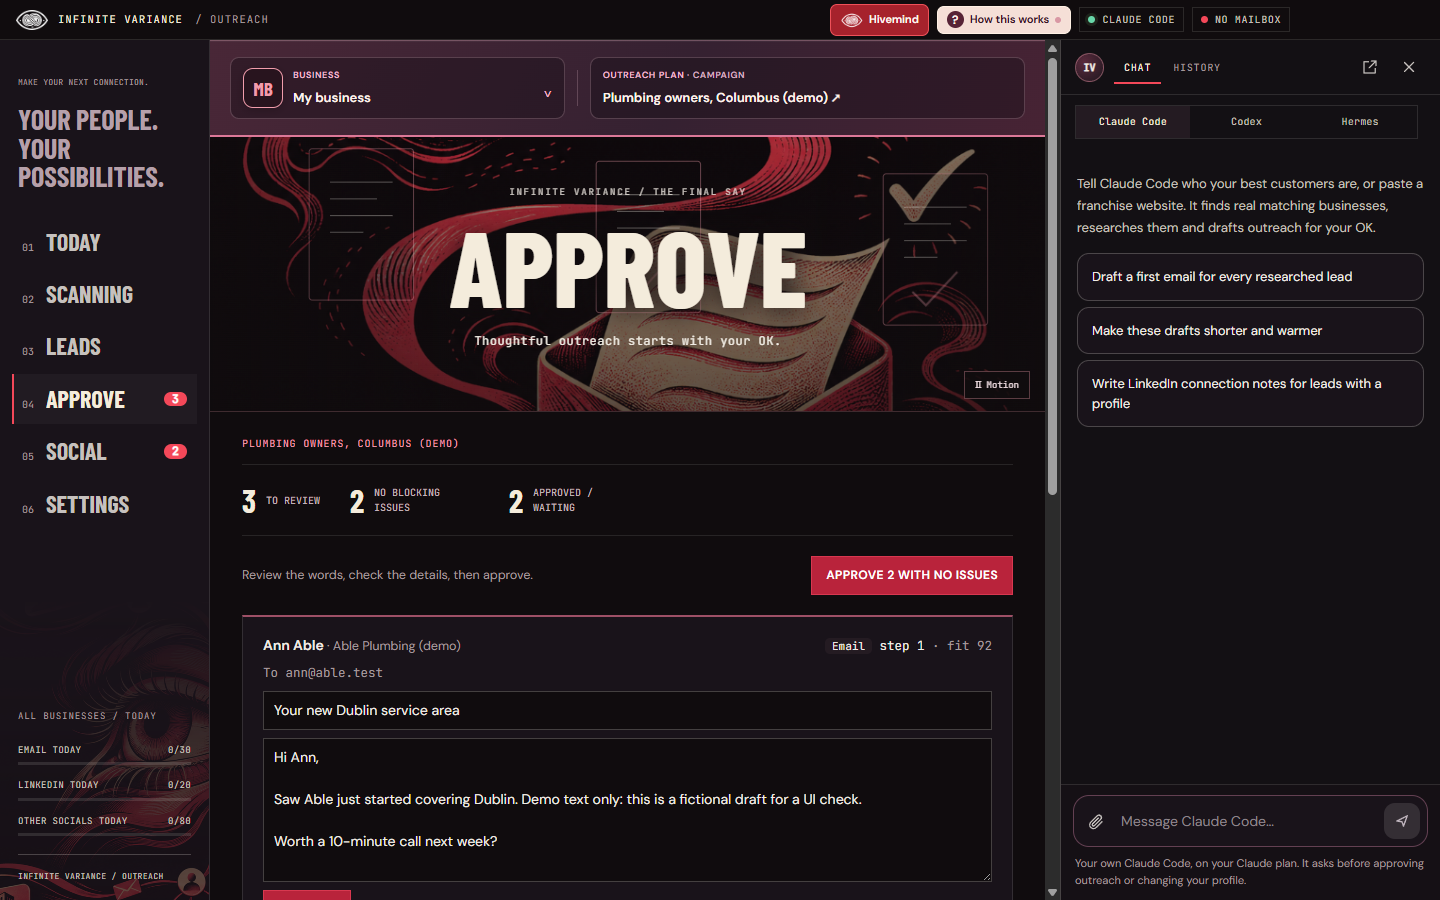 INFINITE VARIANCE / OUTREACH
Hivemind
? How this works
CLAUDE CODE
NO MAILBOX
MAKE YOUR NEXT CONNECTION.
YOUR PEOPLE.
YOUR
POSSIBILITIES.
01 TODAY
02 SCANNING
03 LEADS
04 APPROVE 3
05 SOCIAL 2
06 SETTINGS
ALL BUSINESSES / TODAY
EMAIL TODAY 0/30
LINKEDIN TODAY 0/20
OTHER SOCIALS TODAY 0/80
INFINITE VARIANCE / OUTREACH
MB
BUSINESS
My business
OUTREACH PLAN · CAMPAIGN
Plumbing owners, Columbus (demo) ↗
INFINITE VARIANCE / THE FINAL SAY
APPROVE
Thoughtful outreach starts with your OK.
Motion
PLUMBING OWNERS, COLUMBUS (DEMO)
3 TO REVIEW
2 NO BLOCKING
ISSUES
2 APPROVED /
WAITING
Review the words, check the details, then approve.
APPROVE 2 WITH NO ISSUES
Ann Able · Able Plumbing (demo)
Email step 1 · fit 92
To ann@able.test
Your new Dublin service area
Hi Ann,
Saw Able just started covering Dublin. Demo text only: this is a fictional draft for a UI check.
Worth a 10-minute call next week?
IV
CHAT
HISTORY
Claude Code
Codex
Hermes
Tell Claude Code who your best customers are, or paste a
franchise website. It finds real matching businesses,
researches them and drafts outreach for your OK.
Draft a first email for every researched lead
Make these drafts shorter and warmer
Write LinkedIn connection notes for leads with a
profile
Message Claude Code...
Your own Claude Code, on your Claude plan. It asks before approving
outreach or changing your profile.